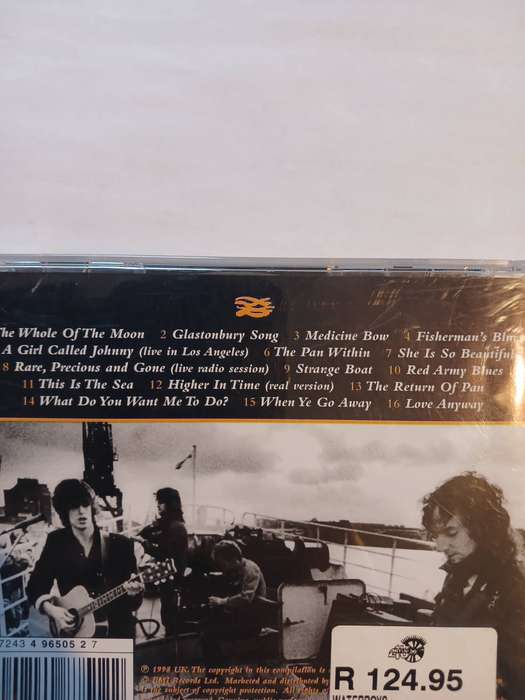 The Whole Of The Moon 2 Glastonbury Song 3 Medicine Bow 4 Fisherman's Blu
A Girl Called Johnny (live in Los Angeles) 6 The Pan Within 7 She Is So Beautiful
8 Rare, Precious and Gone (live radio session) 9 Strange Boat 10 Red Army Blues
11 This Is The Sea 12 Higher In Time (real version) 13 The Return Of Pan
14 What Do You Want Me To Do? 15 When Ye Go Away 16 Love Anyway
7243 4 96505 2 7
℗ 1998 UK. The copyright in this compilation is
© EMI Records Ltd. Marketed and distributed by
is the subject of copyright protection. All rights
R 124.95
WATERBOYS